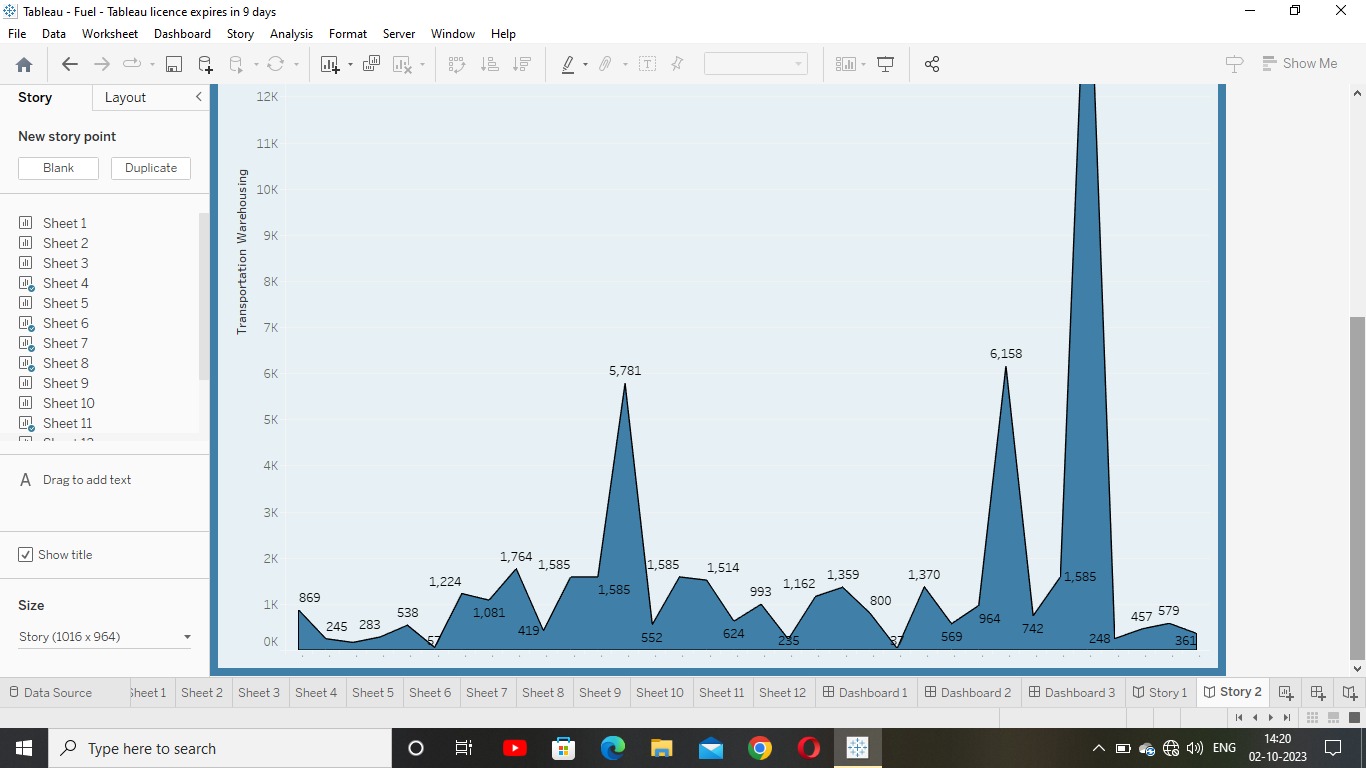 Tableau - Fuel - Tableau licence expires in 9 days
File Data Worksheet Dashboard Story Analysis Format Server Window Help
Show Me
Story Layout
New story point
Blank Duplicate
Sheet 1
Sheet 2
Sheet 3
Sheet 4
Sheet 5
Sheet 6
Sheet 7
Sheet 8
Sheet 9
Sheet 10
Sheet 11
A Drag to add text
Show title
Size
Story (1016 x 964)
Transportation Warehousing
12K
11K
10K
9K
8K
7K
6K
5K
4K
3K
2K
1K
0K
6,158
5,781
1,764 1,585 1,585 1,514
1,224 1,162 1,359 1,370 1,585
869 1,081 1,585 993 800
245 283 538 419 552 624 235 37 569 964 742 248 457 579 361
57
Data Source Sheet 1 Sheet 2 Sheet 3 Sheet 4 Sheet 5 Sheet 6 Sheet 7 Sheet 8 Sheet 9 Sheet 10 Sheet 11 Sheet 12 Dashboard 1 Dashboard 2 Dashboard 3 Story 1 Story 2
Type here to search
ENG
14:20
02-10-2023